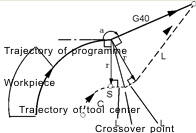 G40
a
Trajectory of programme
r
r
L
Workpiece
S
C
Trajectory of tool center
L
L
Crossover point